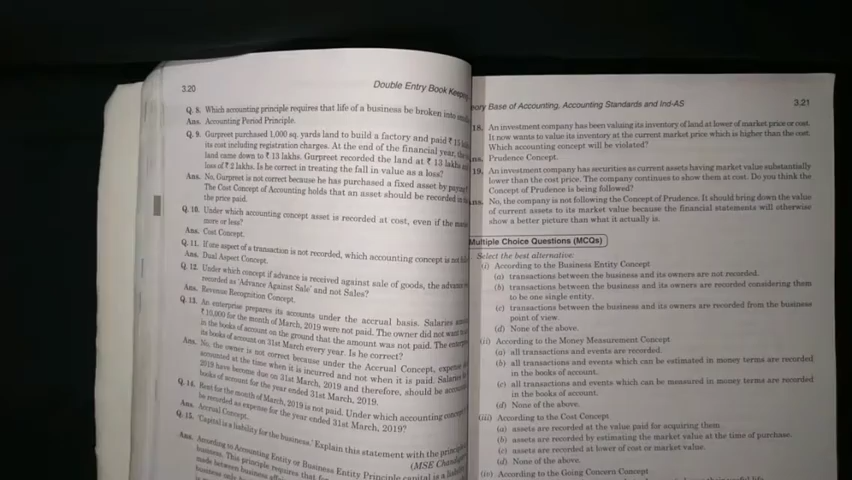 3.20
Double Entry Book
Q. 8. Which accounting principle requires that life of a business be broken into
Ans. Accounting Period Principle.
Q. 9. Gurpreet purchased 1,000 sq. yards land to build a factory and paid ₹ 15
its cost including registration charges. At the end of the financial year,
land came down to ₹ 13 lakhs. Gurpreet recorded the land at ₹ 13 lakhs
loss of ₹ 2 lakhs. Is he correct in treating the fall in value as a loss?
Ans. No, Gurpreet is not correct because he has purchased a fixed asset by
The Cost Concept of Accounting holds that an asset should be recorded
the price paid.
Q. 10. Under which accounting concept asset is recorded at cost, even if the
more or less?
Ans. Cost Concept.
Q. 11. If one aspect of a transaction is not recorded, which accounting concept is not
Ans. Dual Aspect Concept.
Q. 12. Under which concept if advance is received against sale of goods, the
recorded as 'Advance Against Sale' and not Sales?
Ans. Revenue Recognition Concept.
Q. 13. An enterprise prepares its accounts under the accrual basis. Salaries
₹ 10,000 for the month of March, 2019 were not paid. The owner did not want
in the books of account on the ground that the amount was not paid. The
its books of account on 31st March every year. Is he correct?
Ans. No, the owner is not correct because under the Accrual Concept,
accounted at the time when it is incurred and not when it is paid. Salaries
2019 have become due on 31st March, 2019 and therefore, should be
books of account for the year ended 31st March, 2019.
Q. 14. Rent for the month of March, 2019 is not paid. Under which accounting concept
be recorded as expense for the year ended 31st March, 2019?
Ans. Accrual Concept.
Q. 15. 'Capital is a liability for the business.' Explain this statement with the
(MSE
Ans. According to Accounting Entity or Business Entity Principle capital is a
business. This principle requires that
made between business
business
Base of Accounting, Accounting Standards and Ind-AS
3.21
18. An investment company has been valuing its inventory of land at lower of market price or cost.
It now wants to value its inventory at the current market price which is higher than the cost.
Which accounting concept will be violated?
Prudence Concept.
19. An investment company has securities as current assets having market value substantially
lower than the cost price. The company continues to show them at cost. Do you think the
Concept of Prudence is being followed?
No, the company is not following the Concept of Prudence. It should bring down the value
of current assets to its market value because the financial statements will otherwise
show a better picture than what it actually is.
Multiple Choice Questions (MCQs)
Select the best alternative:
(i) According to the Business Entity Concept
(a) transactions between the business and its owners are not recorded.
(b) transactions between the business and its owners are recorded considering them
to be one single entity.
(c) transactions between the business and its owners are recorded from the business
point of view.
(d) None of the above.
(ii) According to the Money Measurement Concept
(a) all transactions and events are recorded.
(b) all transactions and events which can be estimated in money terms are recorded
in the books of account.
(c) all transactions and events which can be measured in money terms are recorded
in the books of account.
(d) None of the above.
(iii) According to the Cost Concept
(a) assets are recorded at the value paid for acquiring them.
(b) assets are recorded by estimating the market value at the time of purchase.
(c) assets are recorded at lower of cost or market value.
(d) None of the above.
(iv) According to the Going Concern Concept